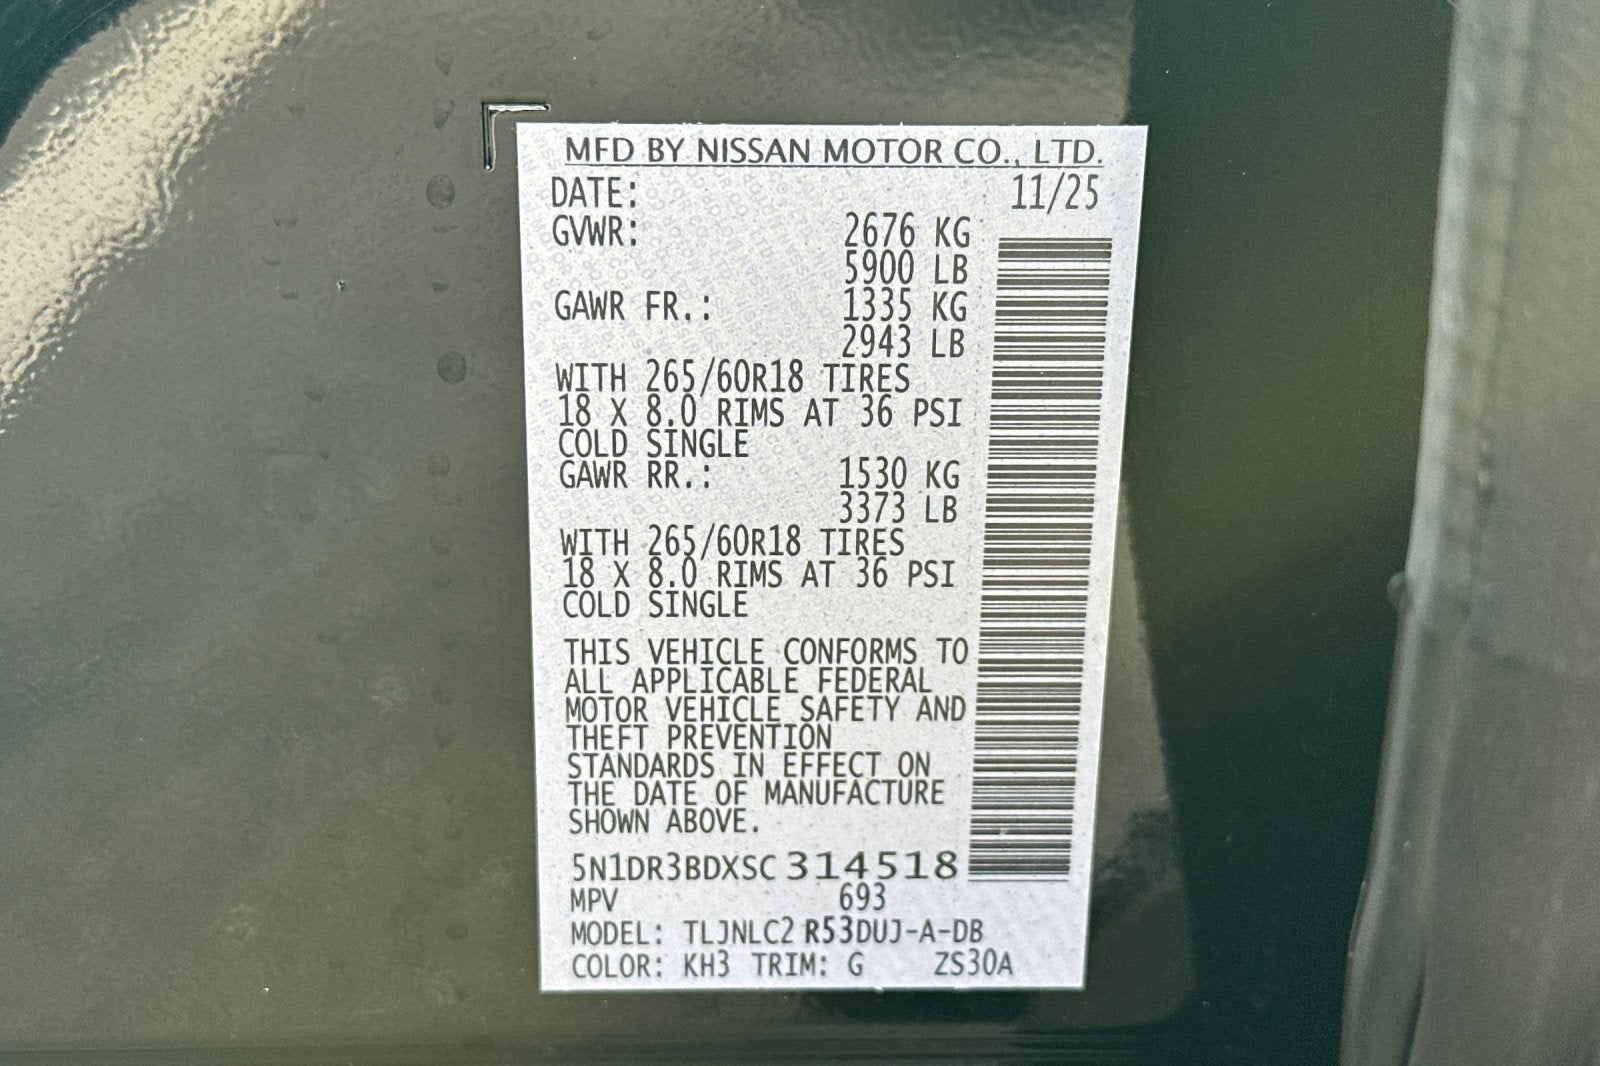 MFD BY NISSAN MOTOR CO., LTD.
DATE: 11/25
GVWR: 2676 KG
5900 LB
GAWR FR.: 1335 KG
2943 LB
WITH 265/60R18 TIRES
18 X 8.0 RIMS AT 36 PSI
COLD SINGLE
GAWR RR.: 1530 KG
3373 LB
WITH 265/60R18 TIRES
18 X 8.0 RIMS AT 36 PSI
COLD SINGLE
THIS VEHICLE CONFORMS TO
ALL APPLICABLE FEDERAL
MOTOR VEHICLE SAFETY AND
THEFT PREVENTION
STANDARDS IN EFFECT ON
THE DATE OF MANUFACTURE
SHOWN ABOVE.
5N1DR3BDXSC314518
MPV 693
MODEL: TLJNLC2 R53DUJ-A-DB
COLOR: KH3 TRIM: G ZS30A